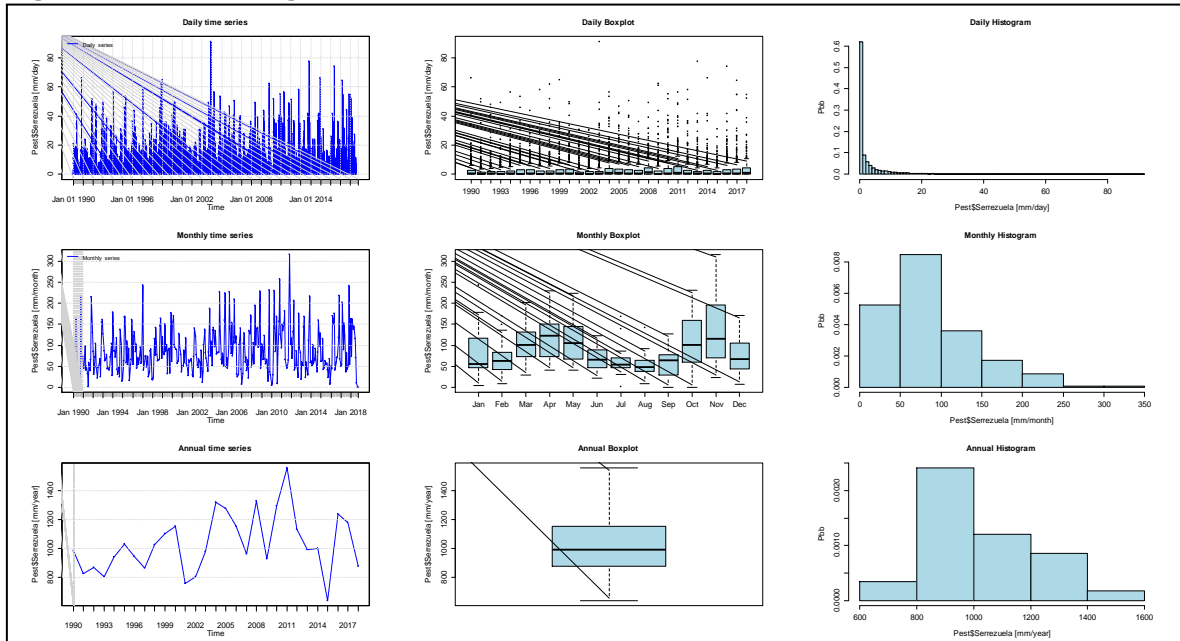 Daily time series
Daily Boxplot
Daily Histogram
Pest$Serrezuela [mm/day]
0 20 40 60 80
Daily series
Jan 01 1990 Jan 01 1996 Jan 01 2002 Jan 01 2008 Jan 01 2014
Time
Pest$Serrezuela [mm/day]
0 20 40 60 80
1990 1993 1996 1999 2002 2005 2008 2011 2014 2017
Pbb
0.0 0.1 0.2 0.3 0.4 0.5 0.6
0 20 40 60 80
Pest$Serrezuela [mm/day]
Monthly time series
Monthly Boxplot
Monthly Histogram
Pest$Serrezuela [mm/month]
0 50 100 150 200 250 300
Monthly series
Jan 1990 Jan 1994 Jan 1998 Jan 2002 Jan 2006 Jan 2010 Jan 2014 Jan 2018
Time
Pest$Serrezuela [mm/month]
0 50 100 150 200 250 300
Jan Feb Mar Apr May Jun Jul Aug Sep Oct Nov Dec
Pbb
0.000 0.002 0.004 0.006 0.008
0 50 100 150 200 250 300 350
Pest$Serrezuela [mm/month]
Annual time series
Annual Boxplot
Annual Histogram
Pest$Serrezuela [mm/year]
800 1000 1200 1400
1990 1993 1996 1999 2002 2005 2008 2011 2014 2017
Time
Pest$Serrezuela [mm/year]
800 1000 1200 1400
Pbb
0.0000 0.0010 0.0020
600 800 1000 1200 1400 1600
Pest$Serrezuela [mm/year]